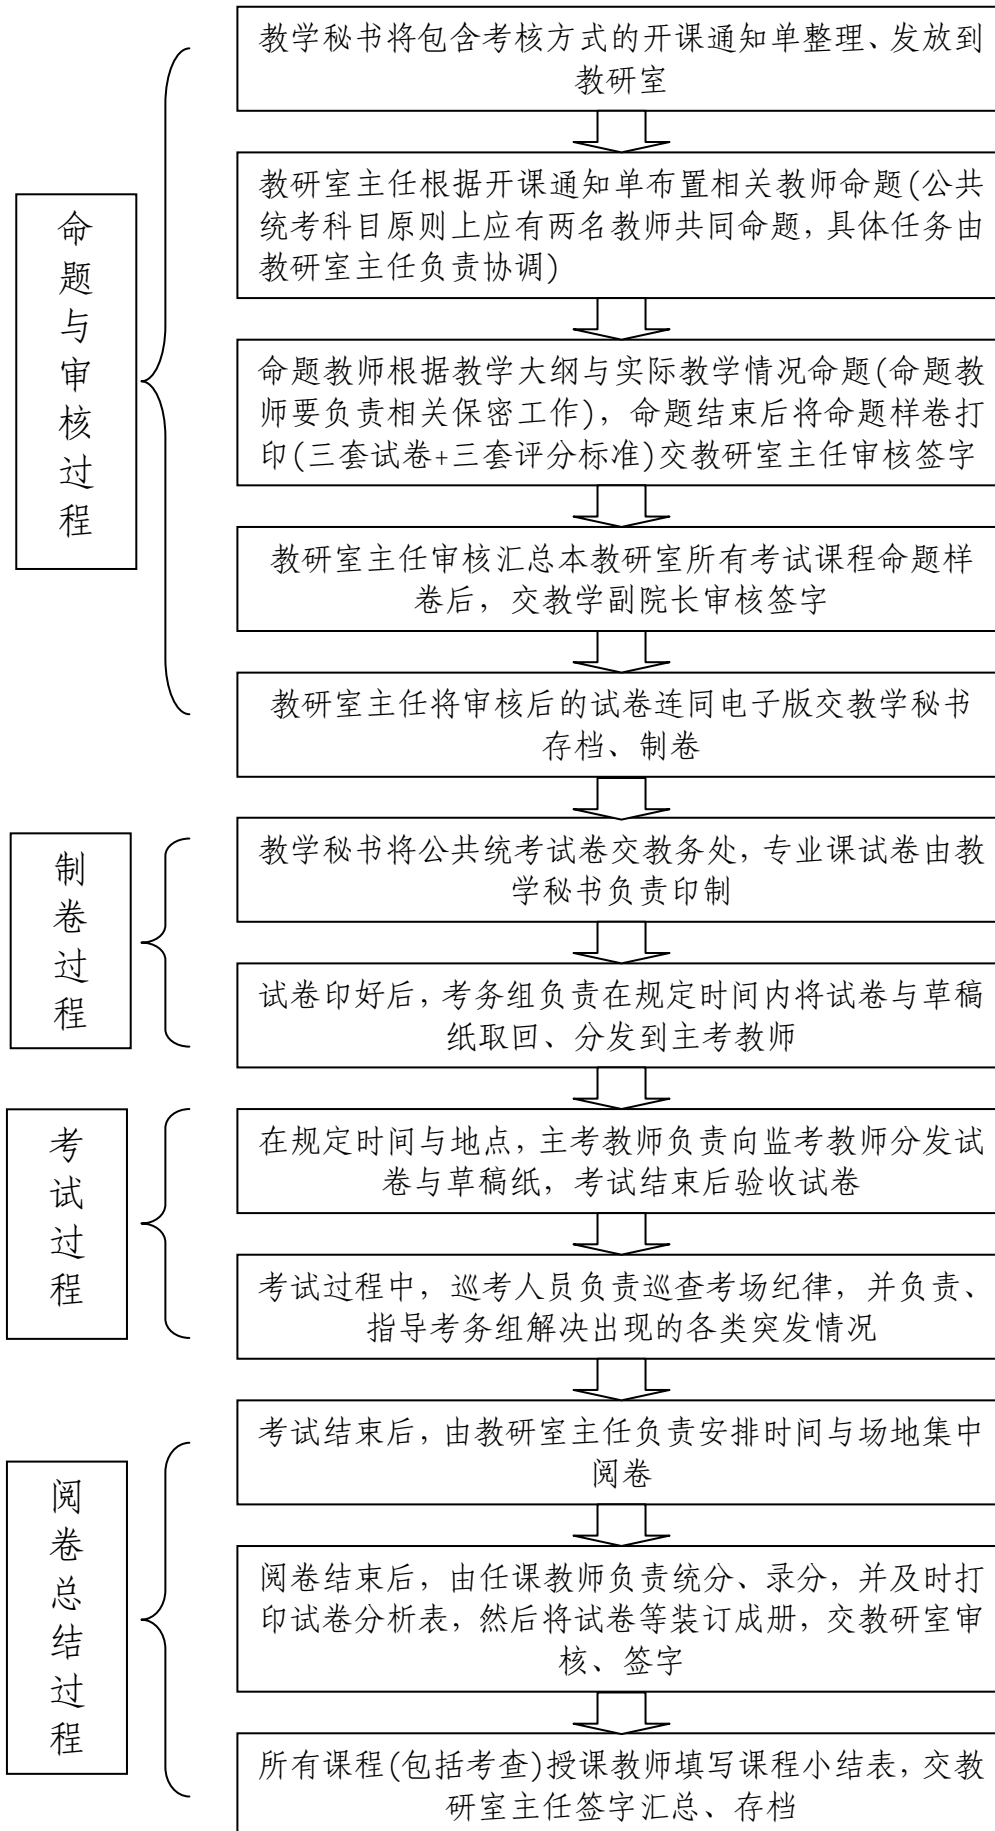 教学秘书将包含考核方式的开课通知单整理、发放到
教研室
命题与审核过程
教研室主任根据开课通知单布置相关教师命题(公共
统考科目原则上应有两名教师共同命题,具体任务由
教研室主任负责协调)
命题教师根据教学大纲与实际教学情况命题(命题教
师要负责相关保密工作),命题结束后将命题样卷打
印(三套试卷+三套评分标准)交教研室主任审核签字
教研室主任审核汇总本教研室所有考试课程命题样
卷后，交教学副院长审核签字
教研室主任将审核后的试卷连同电子版交教学秘书
存档、制卷
制卷过程
教学秘书将公共统考试卷交教务处,专业课试卷由教
学秘书负责印制
试卷印好后,考务组负责在规定时间内将试卷与草稿
纸取回、分发到主考教师
考试过程
在规定时间与地点,主考教师负责向监考教师分发试
卷与草稿纸，考试结束后验收试卷
考试过程中，巡考人员负责巡查考场纪律，并负责、
指导考务组解决出现的各类突发情况
阅卷总结过程
考试结束后,由教研室主任负责安排时间与场地集中
阅卷
阅卷结束后，由任课教师负责统分、录分,并及时打
印试卷分析表,然后将试卷等装订成册，交教研室审
核、签字
所有课程(包括考查)授课教师填写课程小结表,交教
研室主任签字汇总、存档